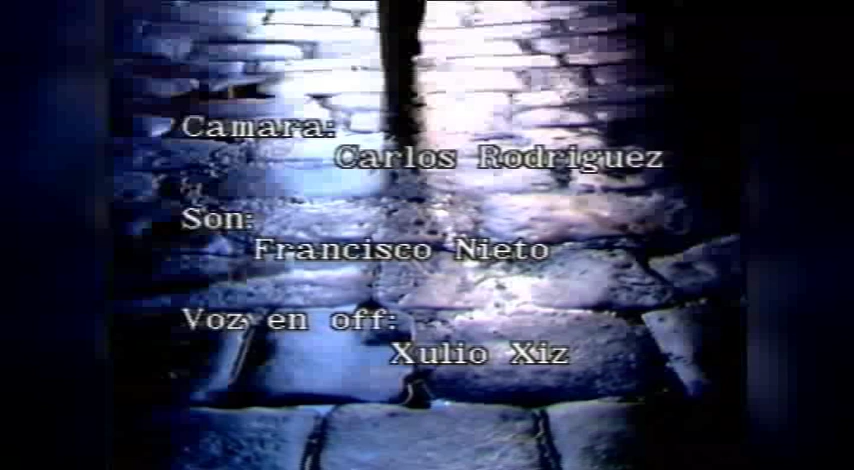 Camara:
Carlos Rodriguez
Son:
Francisco Nieto
Voz en off:
Xulio Xiz